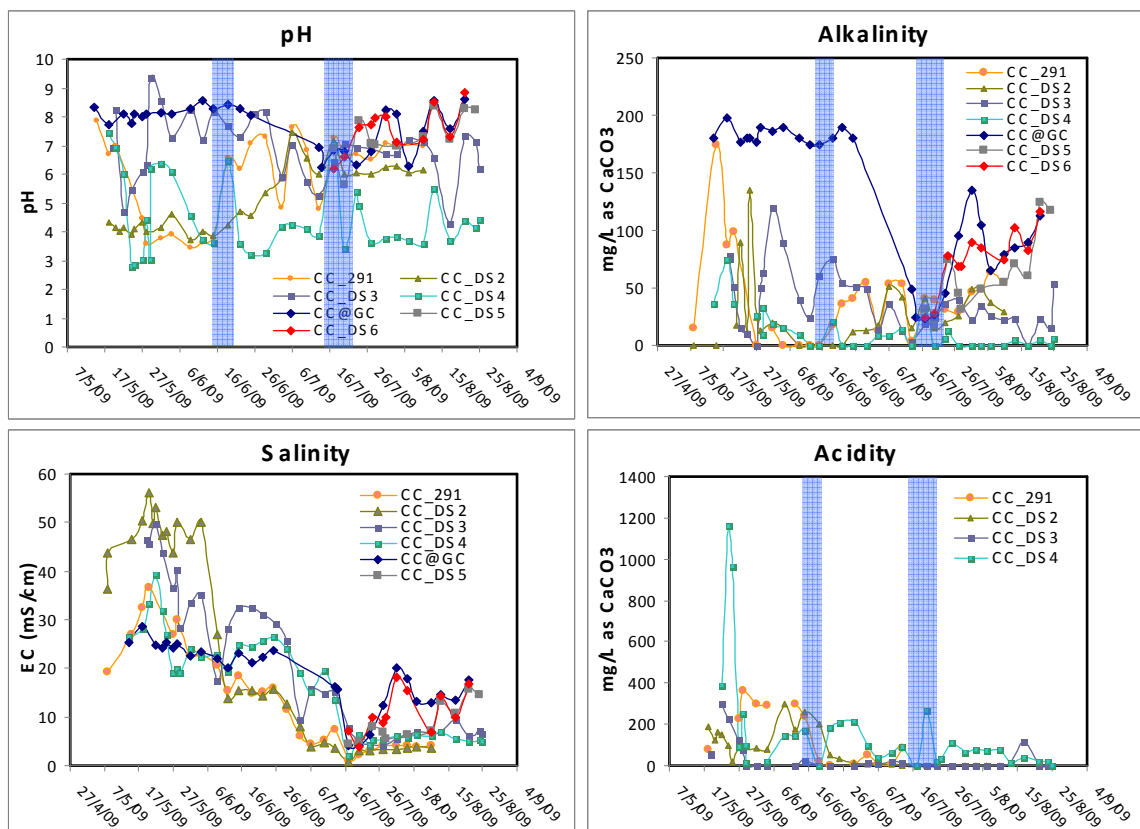 pH
10
9
8
7
6
5
4
3
2
1
0
pH
CC_291
CC_DS2
CC_DS3
CC_DS4
CC@GC
CC_DS5
CC_DS6
7/5/09
17/5/09
27/5/09
6/6/09
16/6/09
26/6/09
6/7/09
16/7/09
26/7/09
5/8/09
15/8/09
25/8/09
4/9/09
Alkalinity
250
200
150
100
50
0
mg/L as CaCO3
CC_291
CC_DS2
CC_DS3
CC_DS4
CC@GC
CC_DS5
CC_DS6
27/4/09
7/5/09
17/5/09
27/5/09
6/6/09
16/6/09
26/6/09
6/7/09
16/7/09
26/7/09
5/8/09
15/8/09
25/8/09
4/9/09
Salinity
60
50
40
30
20
10
0
EC (mS/cm)
CC_291
CC_DS2
CC_DS3
CC_DS4
CC@GC
CC_DS5
27/4/09
7/5/09
17/5/09
27/5/09
6/6/09
16/6/09
26/6/09
6/7/09
16/7/09
26/7/09
5/8/09
15/8/09
25/8/09
4/9/09
Acidity
1400
1200
1000
800
600
400
200
0
mg/L as CaCO3
CC_291
CC_DS2
CC_DS3
CC_DS4
7/5/09
17/5/09
27/5/09
6/6/09
16/6/09
26/6/09
6/7/09
16/7/09
26/7/09
5/8/09
15/8/09
25/8/09
4/9/09